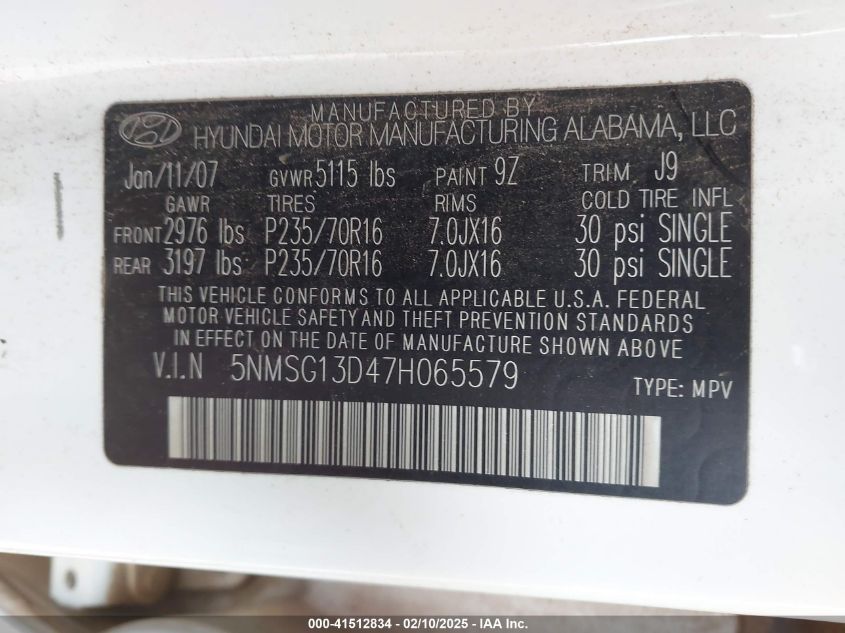 MANUFACTURED BY
HYUNDAI MOTOR MANUFACTURING ALABAMA, LLC
Jan/11/07 GVWR 5115 lbs PAINT 9Z TRIM J9
GAWR TIRES RIMS COLD TIRE INFL
FRONT 2976 lbs P235/70R16 7.0JX16 30 psi SINGLE
REAR 3197 lbs P235/70R16 7.0JX16 30 psi SINGLE
THIS VEHICLE CONFORMS TO ALL APPLICABLE U.S.A. FEDERAL
MOTOR VEHICLE SAFETY AND THEFT PREVENTION STANDARDS
IN EFFECT ON THE DATE OF MANUFACTURE SHOWN ABOVE
V.I.N 5NMSG13D47H065579 TYPE: MPV
000-41512834 - 02/10/2025 - IAA Inc.